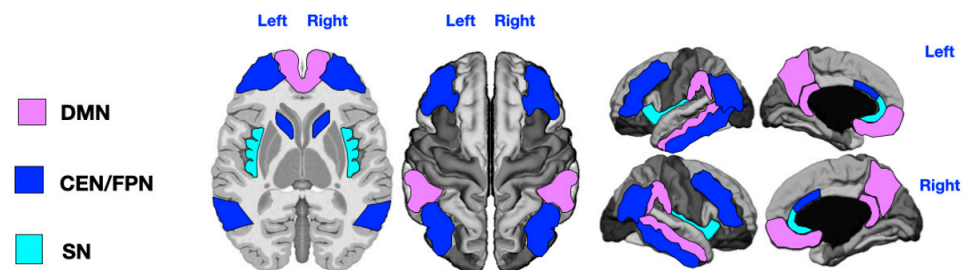 Left Right
Left Right
Left
DMN
CEN/FPN
Right
SN